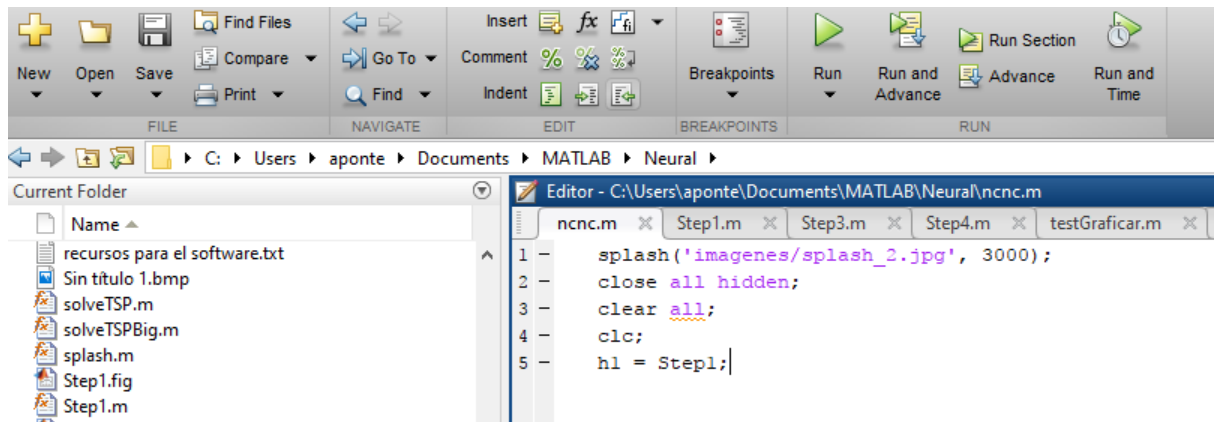 Find Files
Insert fx
Compare
Go To
Comment
Run Section
New Open Save
Breakpoints
Run
Run and
Advance
Advance
Run and
Time
Print
Find
Indent
FILE
NAVIGATE
EDIT
BREAKPOINTS
RUN
C: Users aponte Documents MATLAB Neural
Current Folder
Editor - C:\Users\aponte\Documents\MATLAB\Neural\ncnc.m
Name
ncnc.m Step1.m Step3.m Step4.m testGraficar.m
recursos para el software.txt
Sin título 1.bmp
solveTSP.m
solveTSPBig.m
splash.m
Step1.fig
Step1.m
1 - splash('imagenes/splash_2.jpg', 3000);
2 - close all hidden;
3 - clear all;
4 - clc;
5 - h1 = Step1;